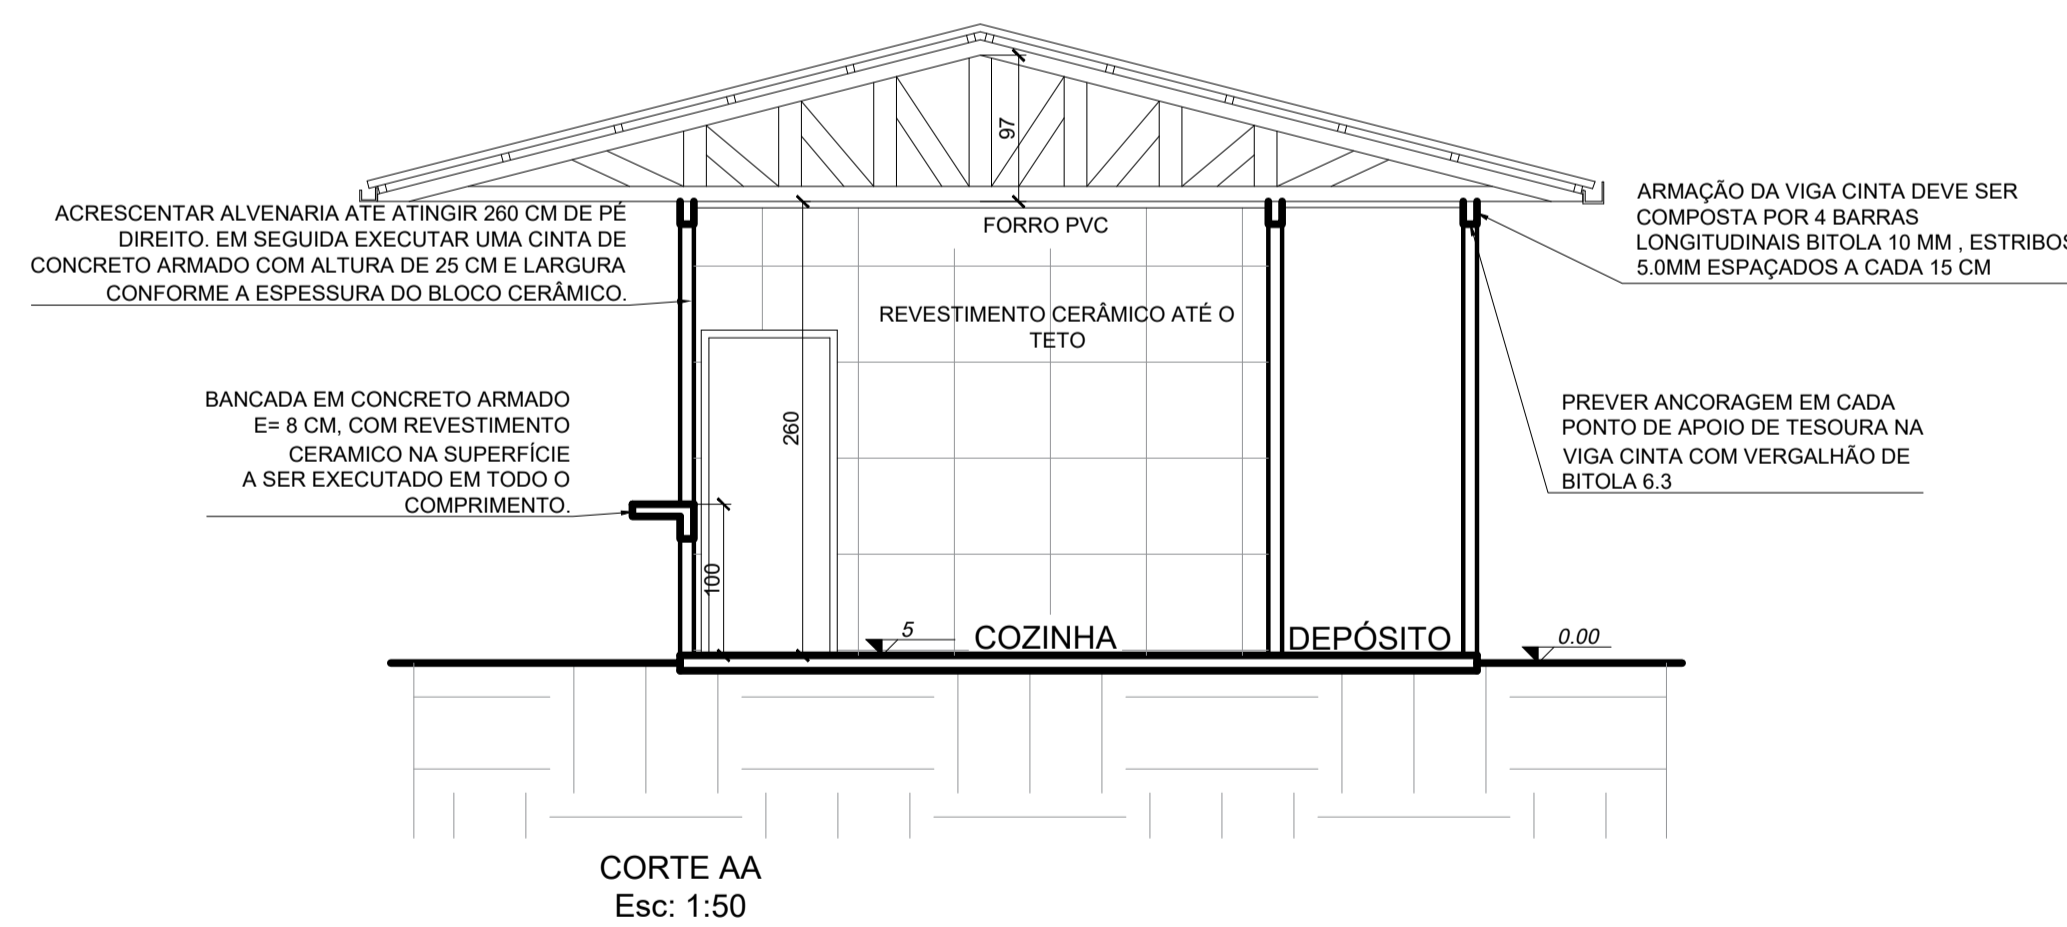 97
ACRESCENTAR ALVENARIA ATÉ ATINGIR 260 CM DE PÉ
DIREITO. EM SEGUIDA EXECUTAR UMA CINTA DE
CONCRETO ARMADO COM ALTURA DE 25 CM E LARGURA
CONFORME A ESPESSURA DO BLOCO CERÂMICO.
FORRO PVC
ARMAÇÃO DA VIGA CINTA DEVE SER
COMPOSTA POR 4 BARRAS
LONGITUDINAIS BITOLA 10 MM , ESTRIBOS
5.0MM ESPAÇADOS A CADA 15 CM
REVESTIMENTO CERÂMICO ATÉ O
TETO
BANCADA EM CONCRETO ARMADO
E= 8 CM, COM REVESTIMENTO
CERAMICO NA SUPERFÍCIE
A SER EXECUTADO EM TODO O
COMPRIMENTO.
260
PREVER ANCORAGEM EM CADA
PONTO DE APOIO DE TESOURA NA
VIGA CINTA COM VERGALHÃO DE
BITOLA 6.3
100
5
COZINHA
DEPÓSITO
0.00
CORTE AA
Esc: 1:50